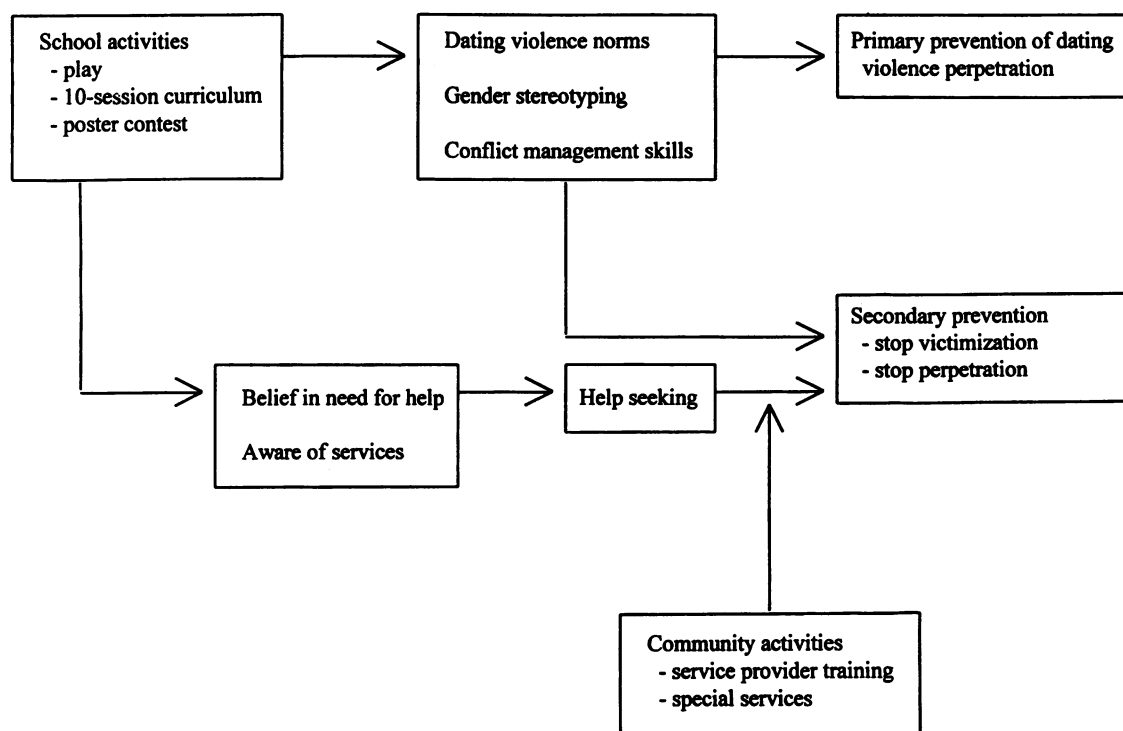 School activities
- play
- 10-session curriculum
- poster contest
Dating violence norms
Gender stereotyping
Conflict management skills
Primary prevention of dating
violence perpetration
Secondary prevention
- stop victimization
- stop perpetration
Belief in need for help
Aware of services
Help seeking
Community activities
- service provider training
- special services